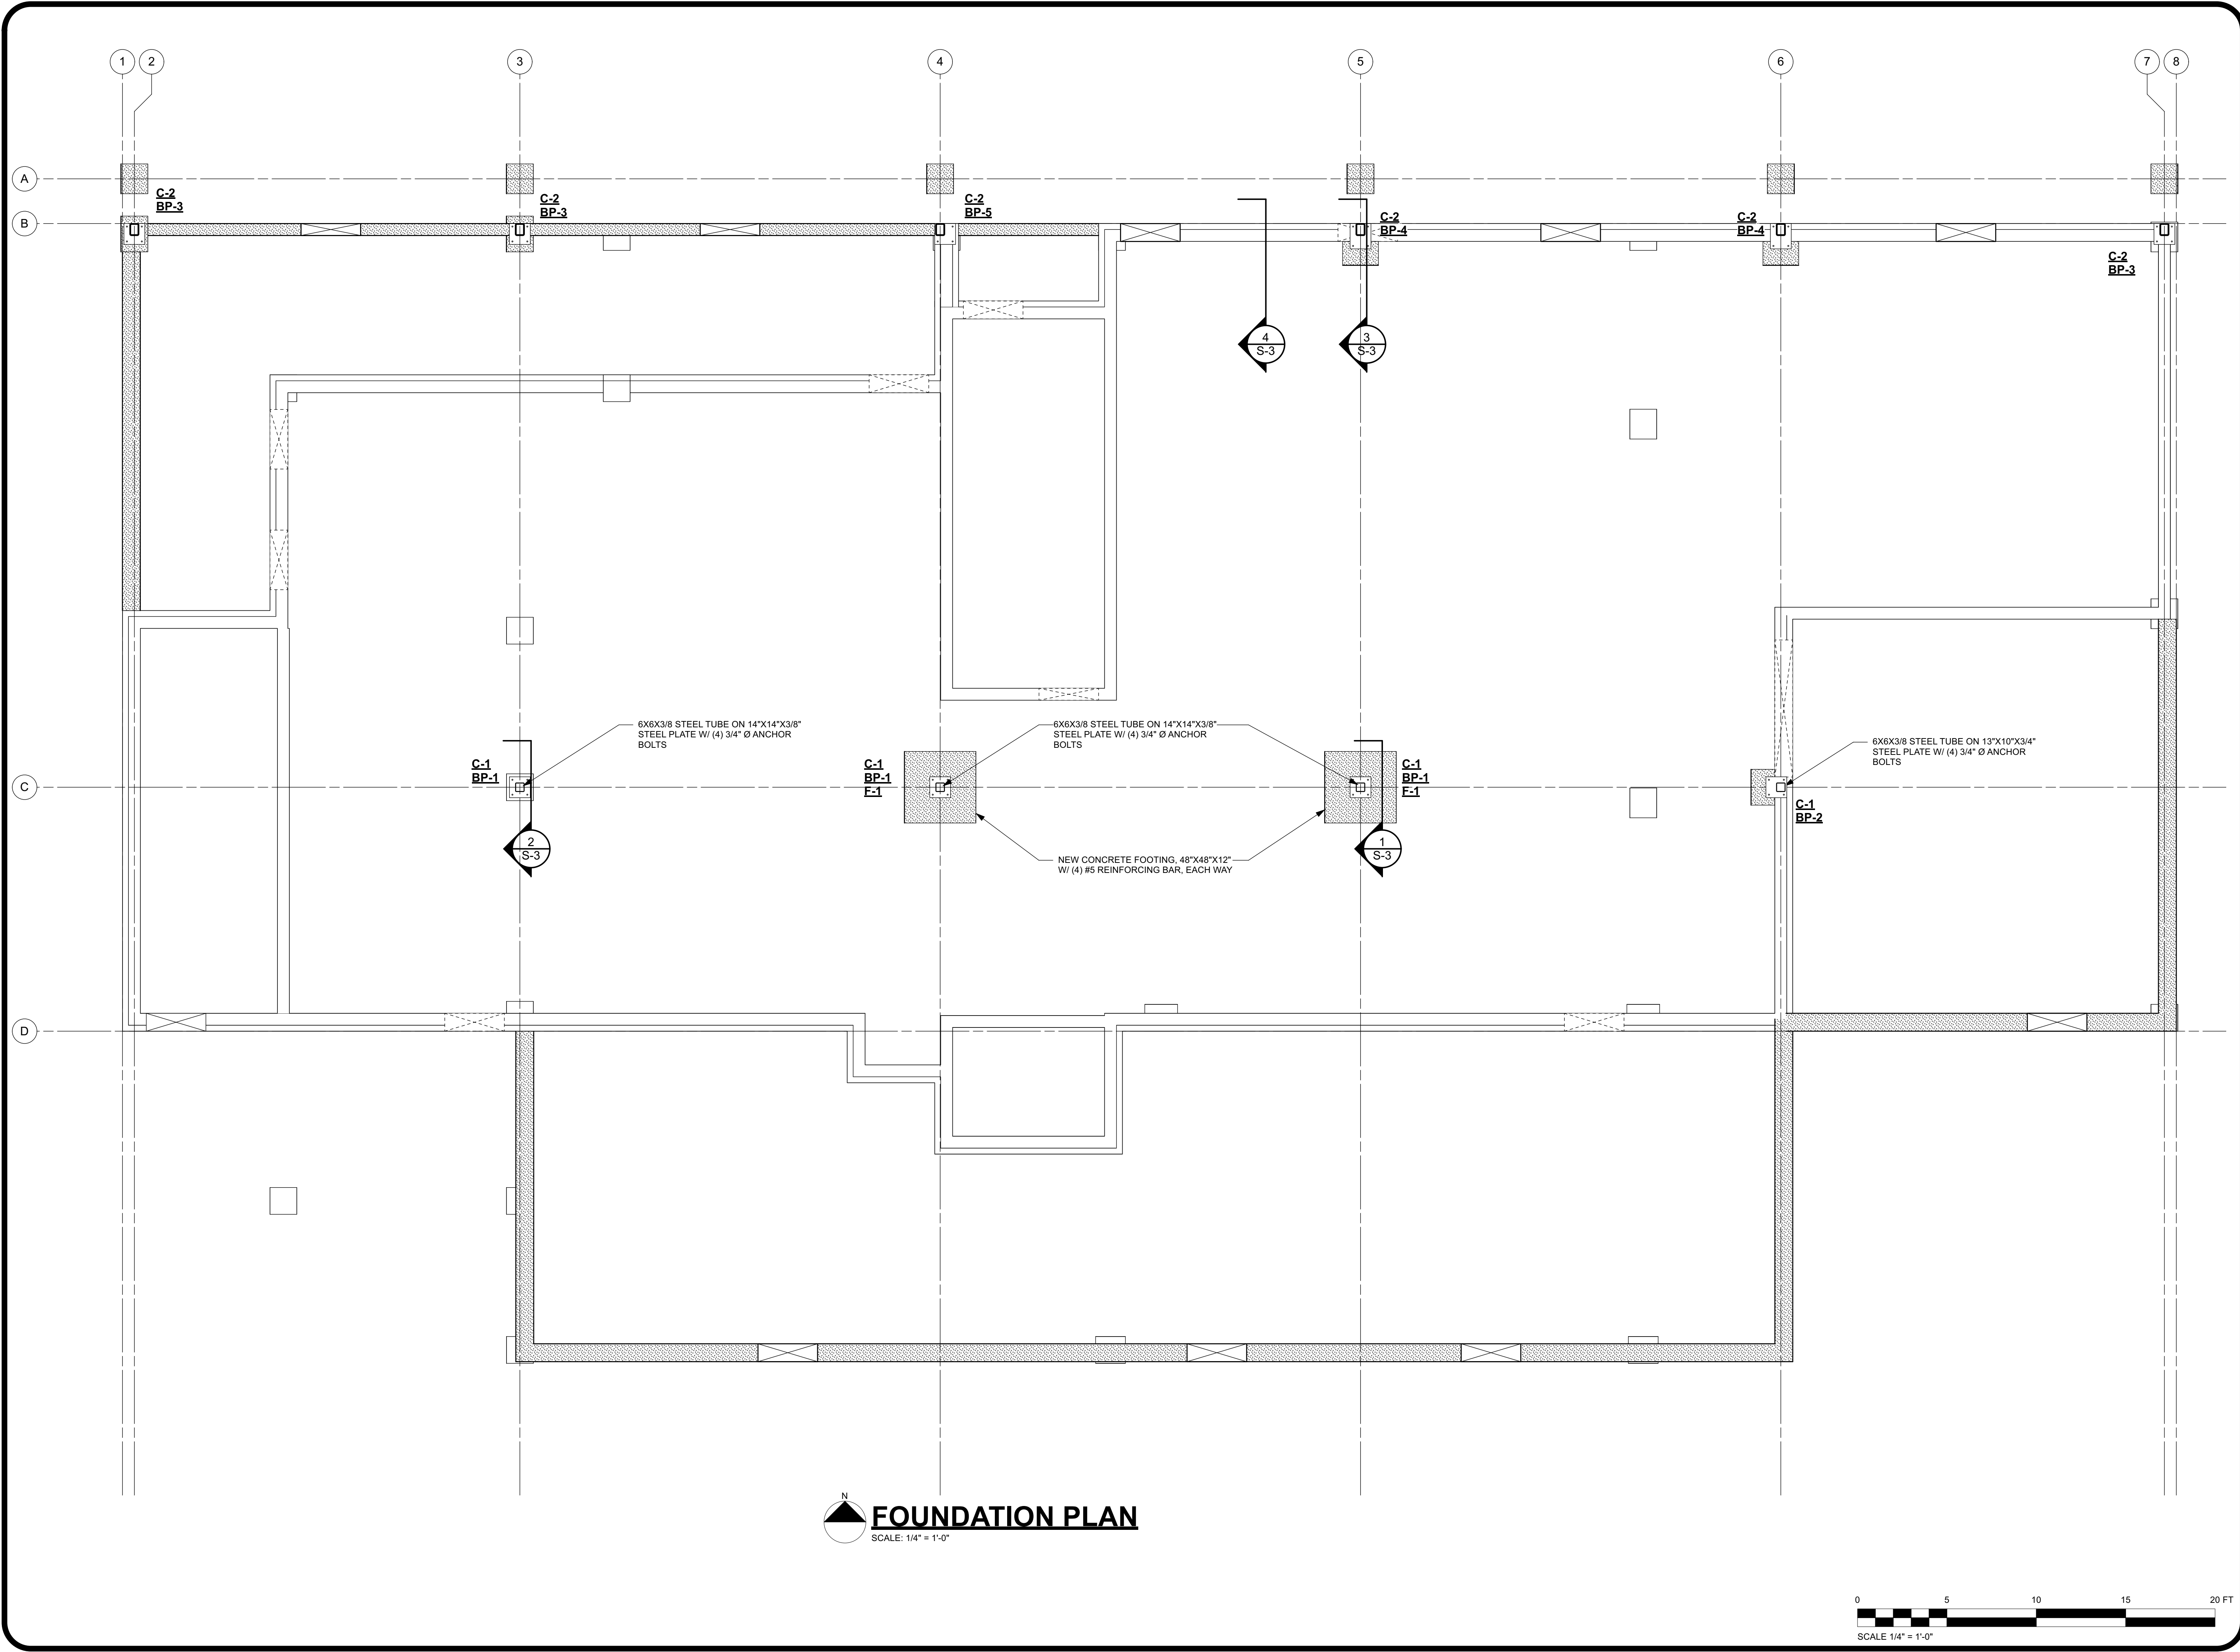 1
2
3
4
5
6
7
8
A
C-2
BP-3
C-2
BP-3
C-2
BP-5
B
C-2
BP-4
C-2
BP-4
C-2
BP-3
4
S-3
3
S-3
6X6X3/8 STEEL TUBE ON 14"X14"X3/8"
STEEL PLATE W/ (4) 3/4" Ø ANCHOR
BOLTS
6X6X3/8 STEEL TUBE ON 14"X14"X3/8"
STEEL PLATE W/ (4) 3/4" Ø ANCHOR
BOLTS
6X6X3/8 STEEL TUBE ON 13"X10"X3/4"
STEEL PLATE W/ (4) 3/4" Ø ANCHOR
BOLTS
C
C-1
BP-1
C-1
BP-1
F-1
C-1
BP-1
F-1
C-1
BP-2
2
S-3
1
S-3
NEW CONCRETE FOOTING, 48"X48"X12"
W/ (4) #5 REINFORCING BAR, EACH WAY
D
N
FOUNDATION PLAN
SCALE: 1/4" = 1'-0"
0
5
10
15
20 FT
SCALE 1/4" = 1'-0"